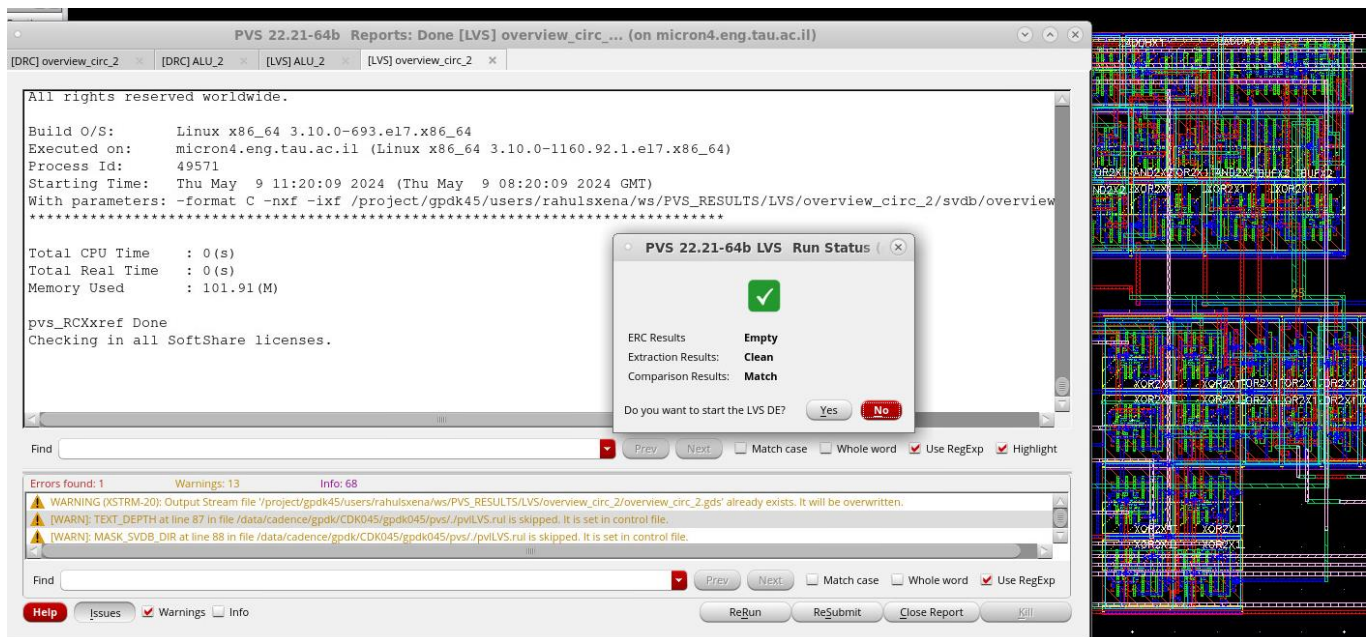 PVS 22.21-64b Reports: Done [LVS] overview_circ_... (on micron4.eng.tau.ac.il)
[DRC] overview_circ_2 [DRC] ALU_2 [LVS] ALU_2 [LVS] overview_circ_2
All rights reserved worldwide.
Build O/S: Linux x86_64 3.10.0-693.el7.x86_64
Executed on: micron4.eng.tau.ac.il (Linux x86_64 3.10.0-1160.92.1.el7.x86_64)
Process Id: 49571
Starting Time: Thu May 9 11:20:09 2024 (Thu May 9 08:20:09 2024 GMT)
With parameters: -format C -nxf -ixf /project/gpdk45/users/rahulsxena/ws/PVS_RESULTS/LVS/overview_circ_2/svdb/overview
********************************************************************************
Total CPU Time : 0(s)
Total Real Time : 0(s)
Memory Used : 101.91(M)
pvs_RCXxref Done
Checking in all SoftShare licenses.
PVS 22.21-64b LVS Run Status (
ERC Results Empty
Extraction Results: Clean
Comparison Results: Match
Do you want to start the LVS DE? Yes No
Find Prev Next Match case Whole word Use RegExp Highlight
Errors found: 1 Warnings: 13 Info: 68
WARNING (XSTRM-20): Output Stream file '/project/gpdk45/users/rahulsxena/ws/PVS_RESULTS/LVS/overview_circ_2/overview_circ_2.gds' already exists. It will be overwritten.
[WARN]: TEXT_DEPTH at line 87 in file /data/cadence/gpdk/CDK045/gpdk045/pvs/./pvlLVS.rul is skipped. It is set in control file.
[WARN]: MASK_SVDB_DIR at line 88 in file /data/cadence/gpdk/CDK045/gpdk045/pvs/./pvlLVS.rul is skipped. It is set in control file.
Find Prev Next Match case Whole word Use RegExp
Help Issues Warnings Info ReRun ReSubmit Close Report Kill